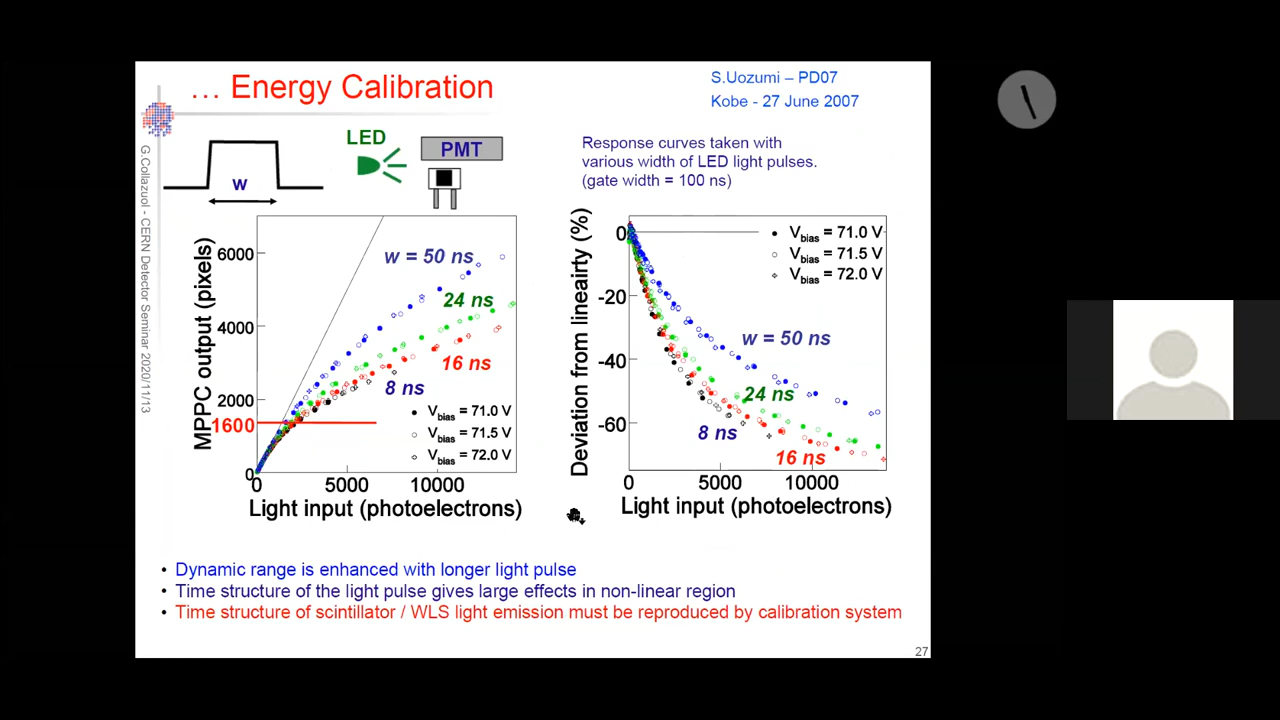 … Energy Calibration
S.Uozumi – PD07
Kobe - 27 June 2007
G.Collazuol - CERN Detector Seminar 2020/11/13
w
LED
PMT
Response curves taken with
various width of LED light pulses.
(gate width = 100 ns)
MPPC output (pixels)
6000
4000
2000
1600
0
w = 50 ns
24 ns
16 ns
8 ns
Vbias = 71.0 V
Vbias = 71.5 V
Vbias = 72.0 V
0 5000 10000
Light input (photoelectrons)
Deviation from lineairty (%)
0
-20
-40
-60
Vbias = 71.0 V
Vbias = 71.5 V
Vbias = 72.0 V
w = 50 ns
24 ns
8 ns
16 ns
0 5000 10000
Light input (photoelectrons)
• Dynamic range is enhanced with longer light pulse
• Time structure of the light pulse gives large effects in non-linear region
• Time structure of scintillator / WLS light emission must be reproduced by calibration system
27